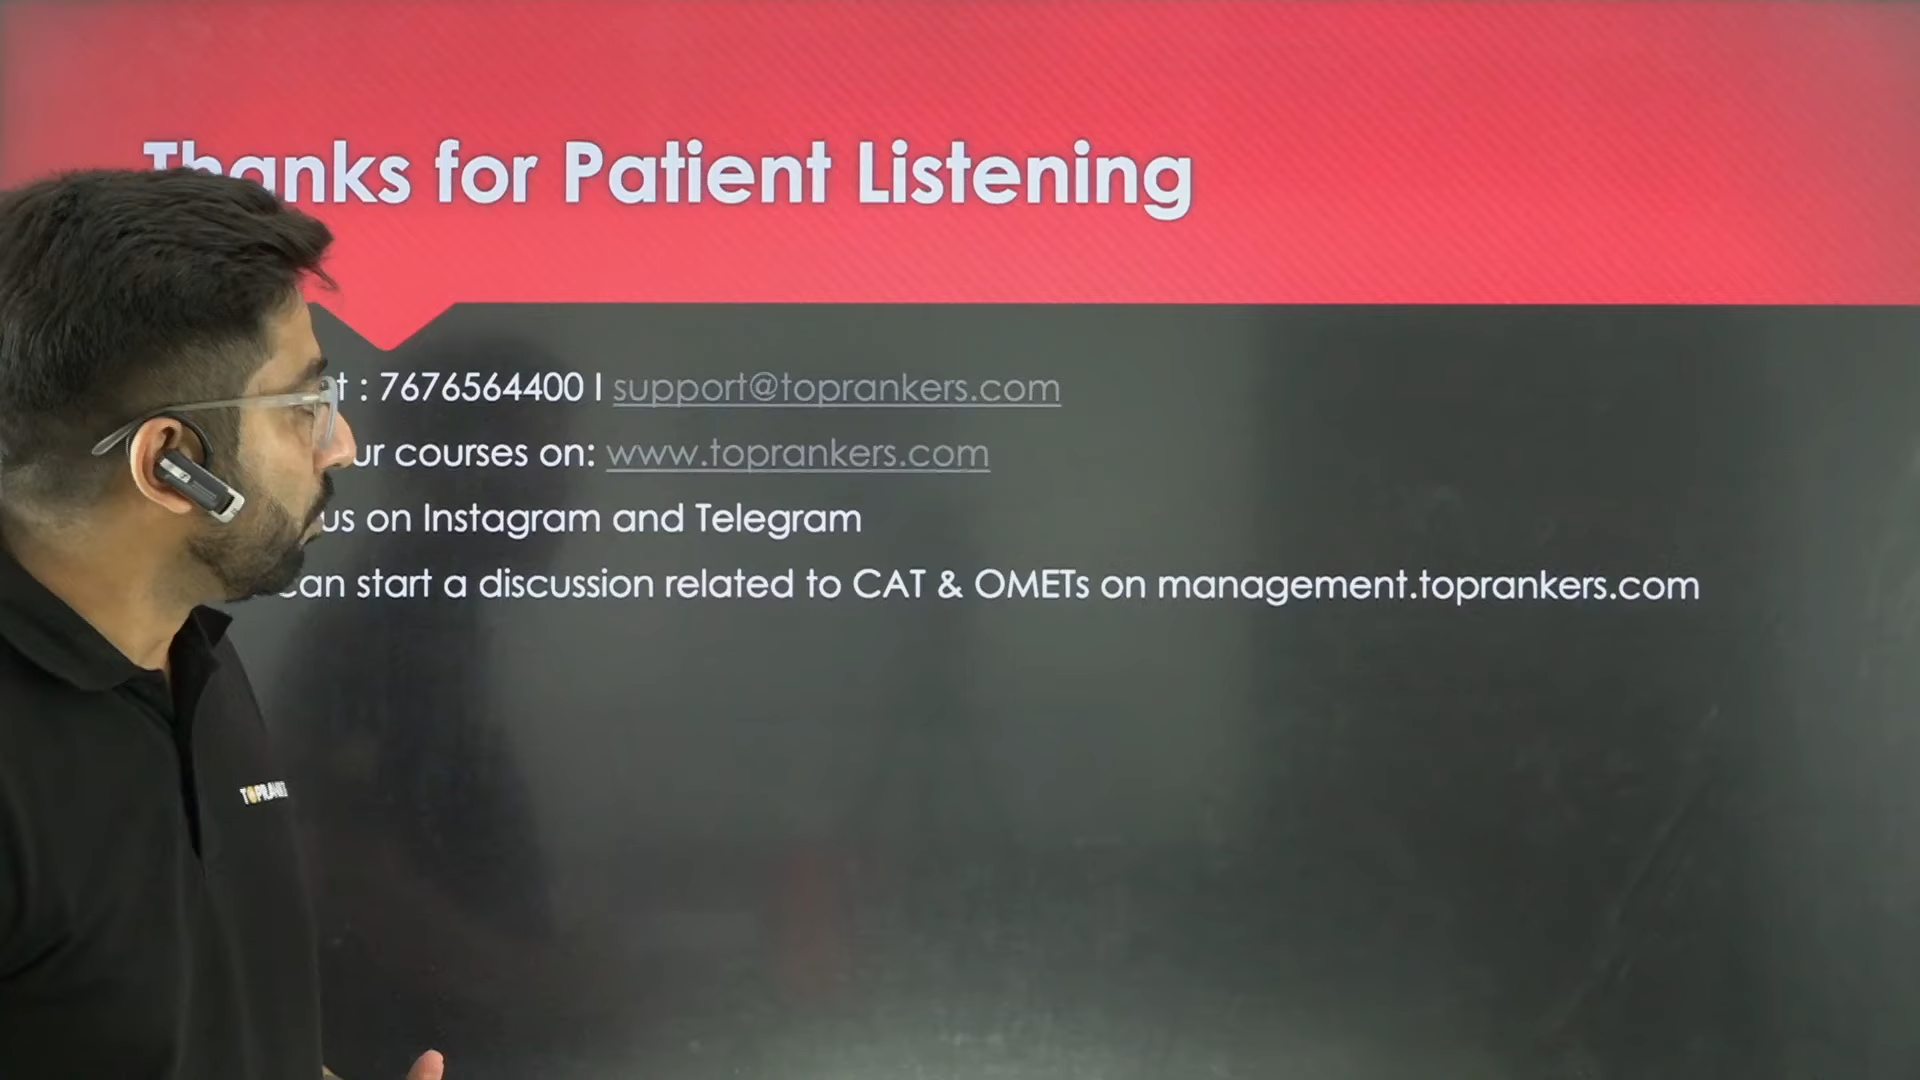 Thanks for Patient Listening
: 7676564400 I support@toprankers.com
courses on: www.toprankers.com
us on Instagram and Telegram
can start a discussion related to CAT & OMETs on management.toprankers.com